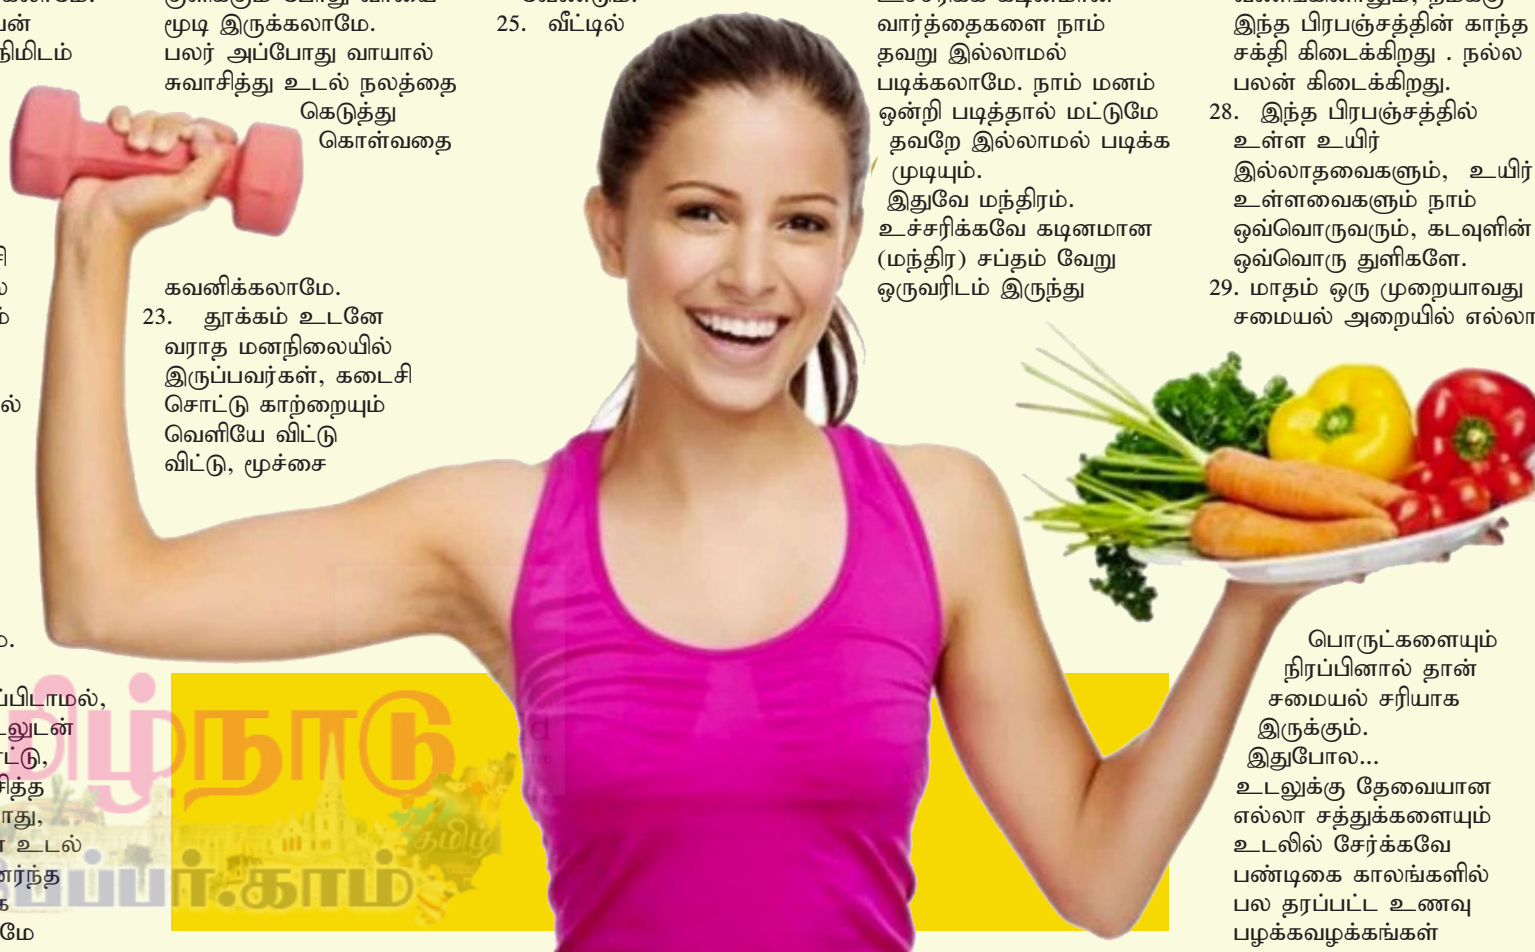 நிமிடம்
மூடி இருக்கலாமே.
பலர் அப்போது வாயால்
சுவாசித்து உடல் நலத்தை
கெடுத்து
கொள்வதை
கவனிக்கலாமே.
23. தூக்கம் உடனே
வராத மனநிலையில்
இருப்பவர்கள், கடைசி
சொட்டு காற்றையும்
வெளியே விட்டு
விட்டு, மூச்சை
25. வீட்டில்
வார்த்தைகளை நாம்
தவறு இல்லாமல்
படிக்கலாமே. நாம் மனம்
ஒன்றி படித்தால் மட்டுமே
தவறே இல்லாமல் படிக்க
முடியும்.
இதுவே மந்திரம்.
உச்சரிக்கவே கடினமான
(மந்திர) சப்தம் வேறு
ஒருவரிடம் இருந்து
இந்த பிரபஞ்சத்தின் காந்த
சக்தி கிடைக்கிறது . நல்ல
பலன் கிடைக்கிறது.
28. இந்த பிரபஞ்சத்தில்
உள்ள உயிர்
இல்லாதவைகளும், உயிர்
உள்ளவைகளும் நாம்
ஒவ்வொருவரும், கடவுளின்
ஒவ்வொரு துளிகளே.
29. மாதம் ஒரு முறையாவது
சமையல் அறையில் எல்லா
பொருட்களையும்
நிரப்பினால் தான்
சமையல் சரியாக
இருக்கும்.
இதுபோல...
உடலுக்கு தேவையான
எல்லா சத்துக்களையும்
உடலில் சேர்க்கவே
பண்டிகை காலங்களில்
பல தரப்பட்ட உணவு
பழக்கவழக்கங்கள்
உடல்
தமிழ்